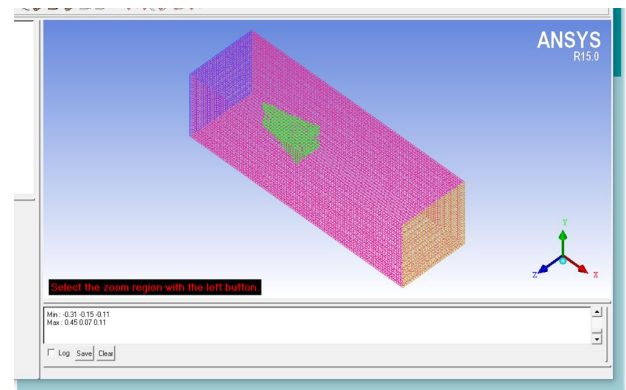 ANSYS
R15.0
Y
Z
X
Select the zoom region with the left button.
Min : -0.31 -0.15 -0.11
Max : 0.45 0.07 0.11
Log Save Clear